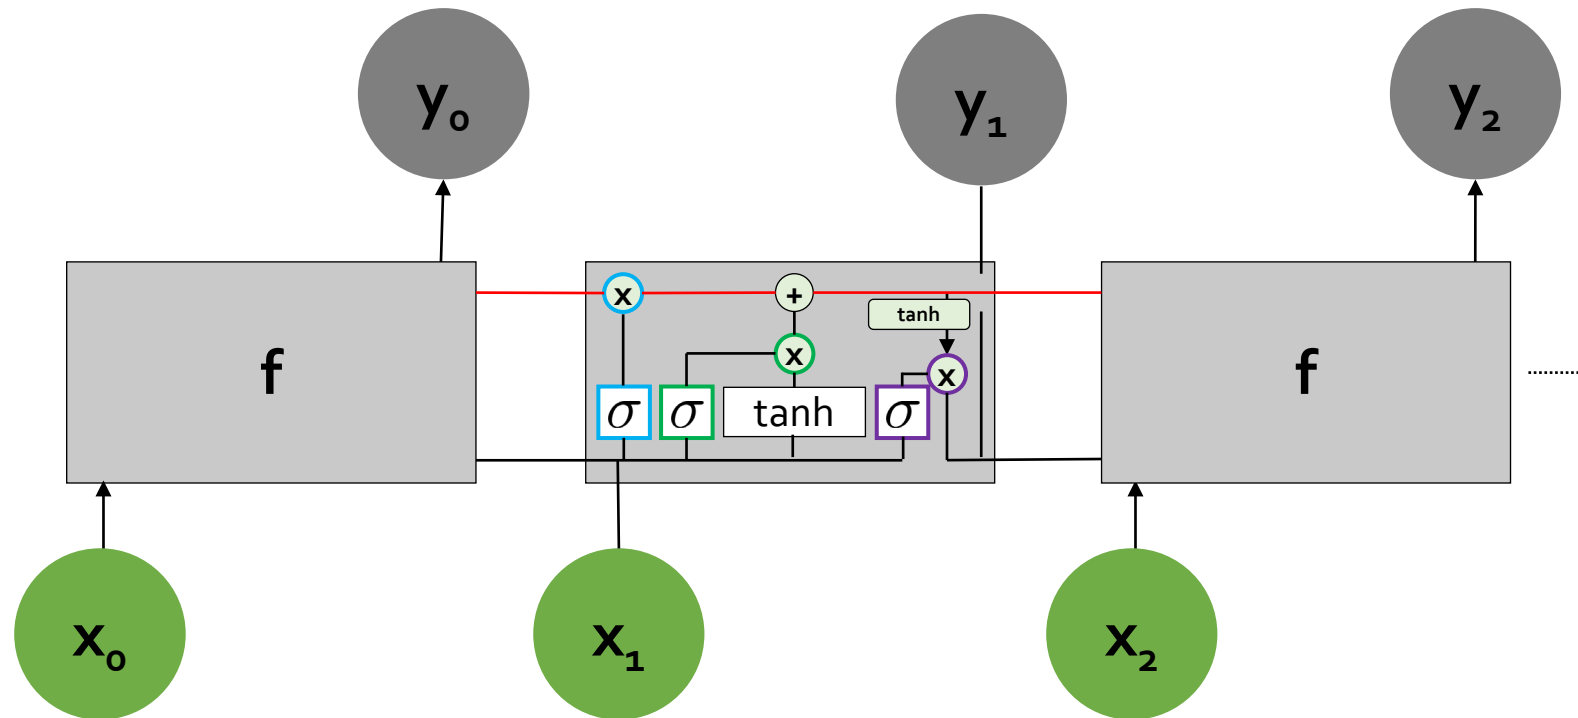 y₀ y₁ y₂
x + 
tanh
f x x f
σ σ tanh σ
..........
x₀ x₁ x₂